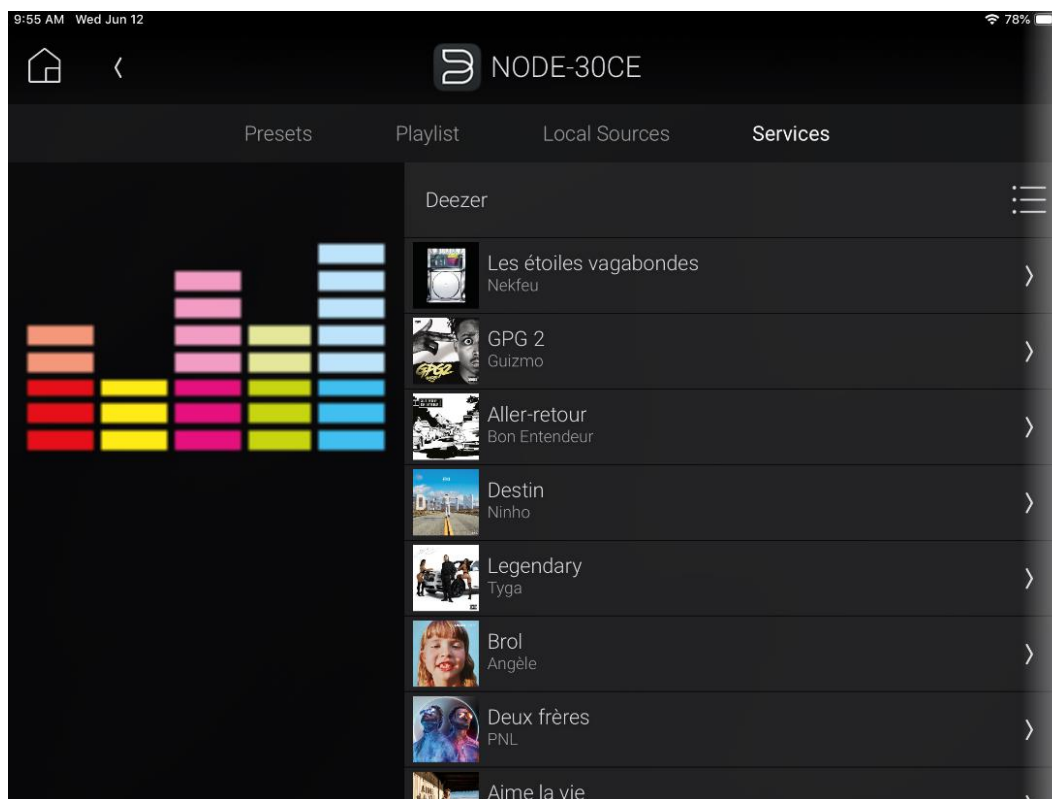 9:55 AM Wed Jun 12
78%
NODE-30CE
Presets Playlist Local Sources Services
Deezer
Les étoiles vagabondes
Nekfeu
GPG 2
Guizmo
GPG2
Aller-retour
Bon Entendeur
Destin
Ninho
Legendary
Tyga
Brol
Angèle
Deux frères
PNL
Aime la vie